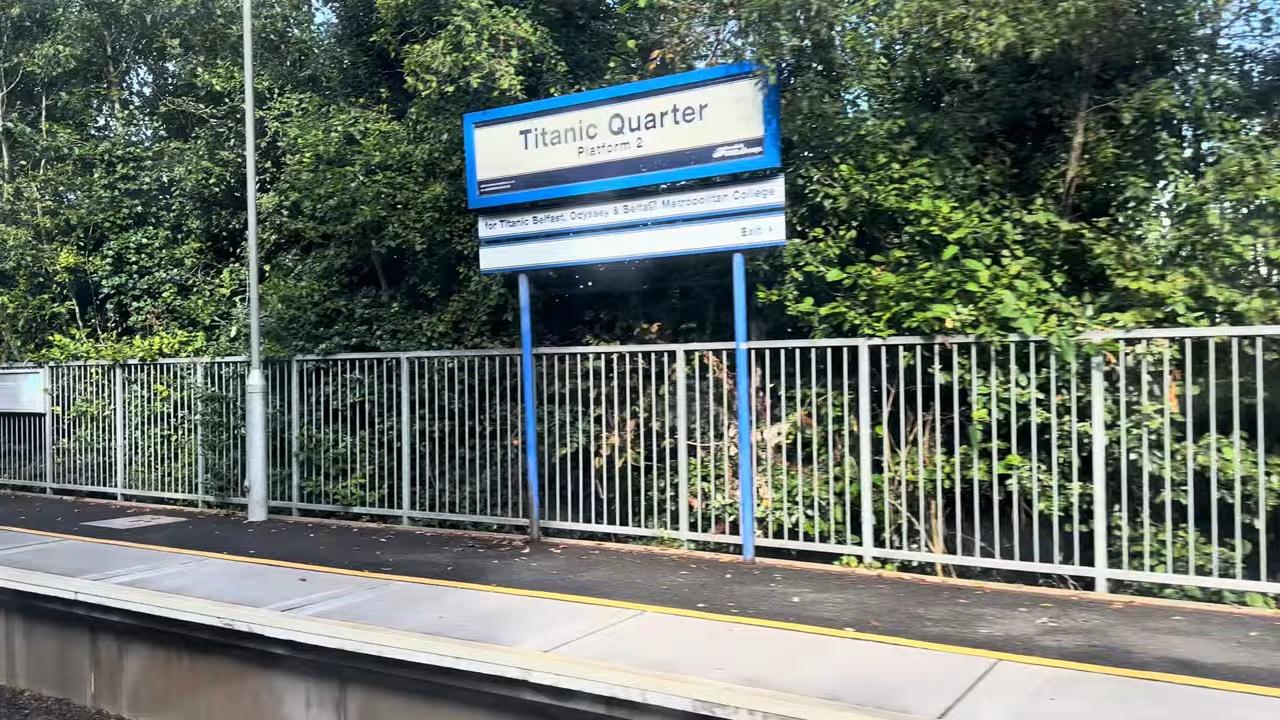 Titanic Quarter
Platform 2
for Titanic Belfast, Odyssey & Belfast Metropolitan College
Exit